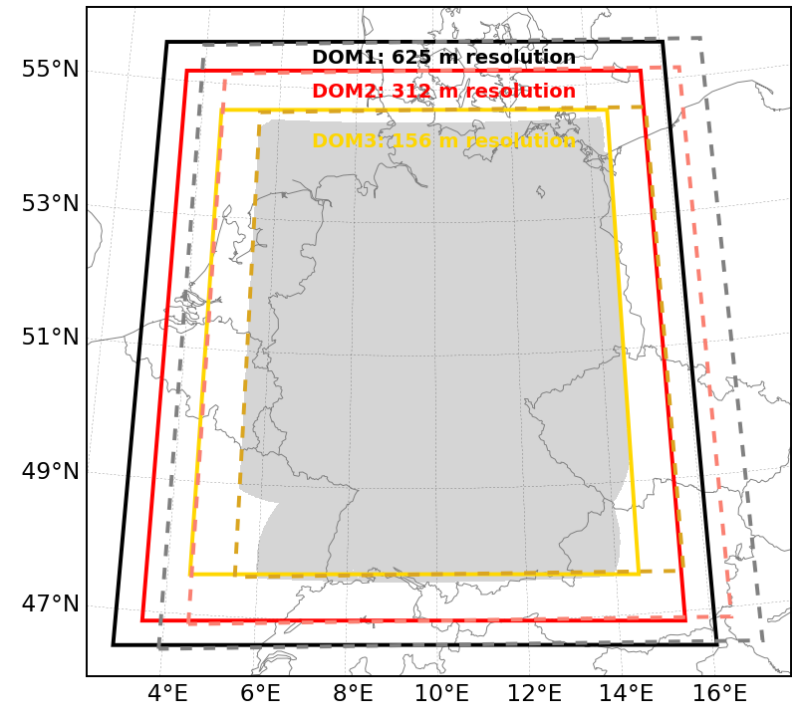 DOM1: 625 m resolution
55°N
DOM2: 312 m resolution
DOM3: 156 m resolution
53°N
51°N
49°N
47°N
4°E 6°E 8°E 10°E 12°E 14°E 16°E